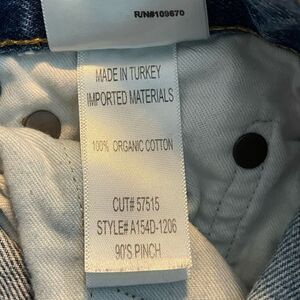 R/N#109670
MADE IN TURKEY
IMPORTED MATERIALS
100% ORGANIC COTTON
CUT# 57515
STYLE# A154D-1206
90'S PINCH